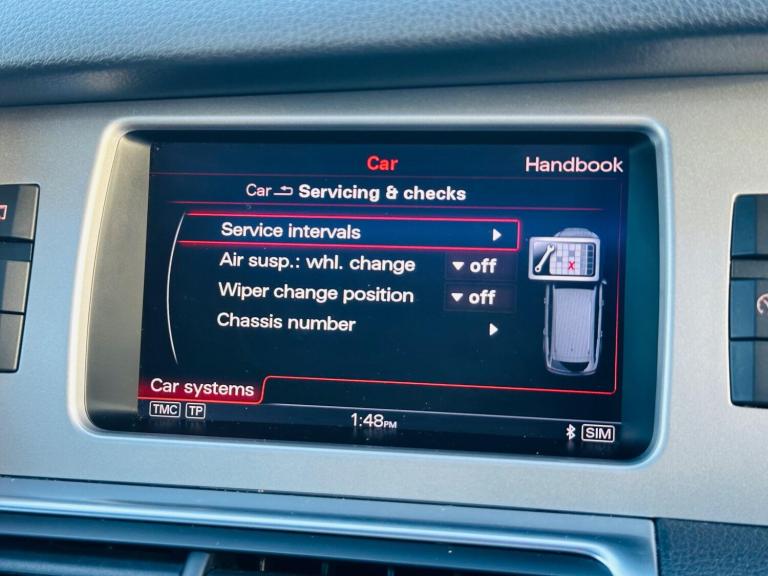 Car
Handbook
Car Servicing & checks
Service intervals
Air susp.: whl. change off
Wiper change position off
Chassis number
Car systems
TMC TP
1:48PM
SIM